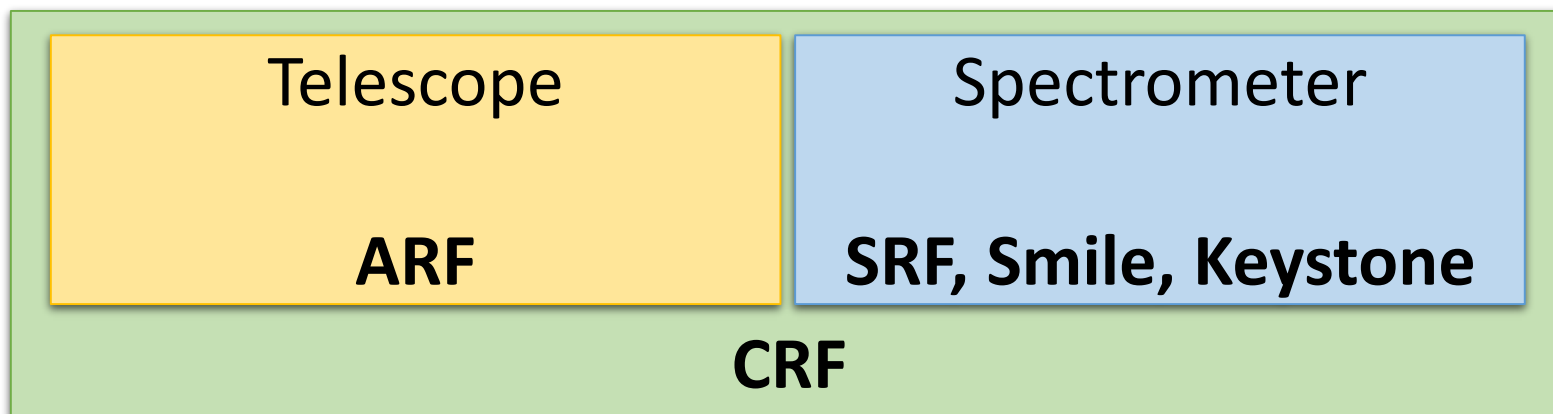 Telescope
ARF
Spectrometer
SRF, Smile, Keystone
CRF